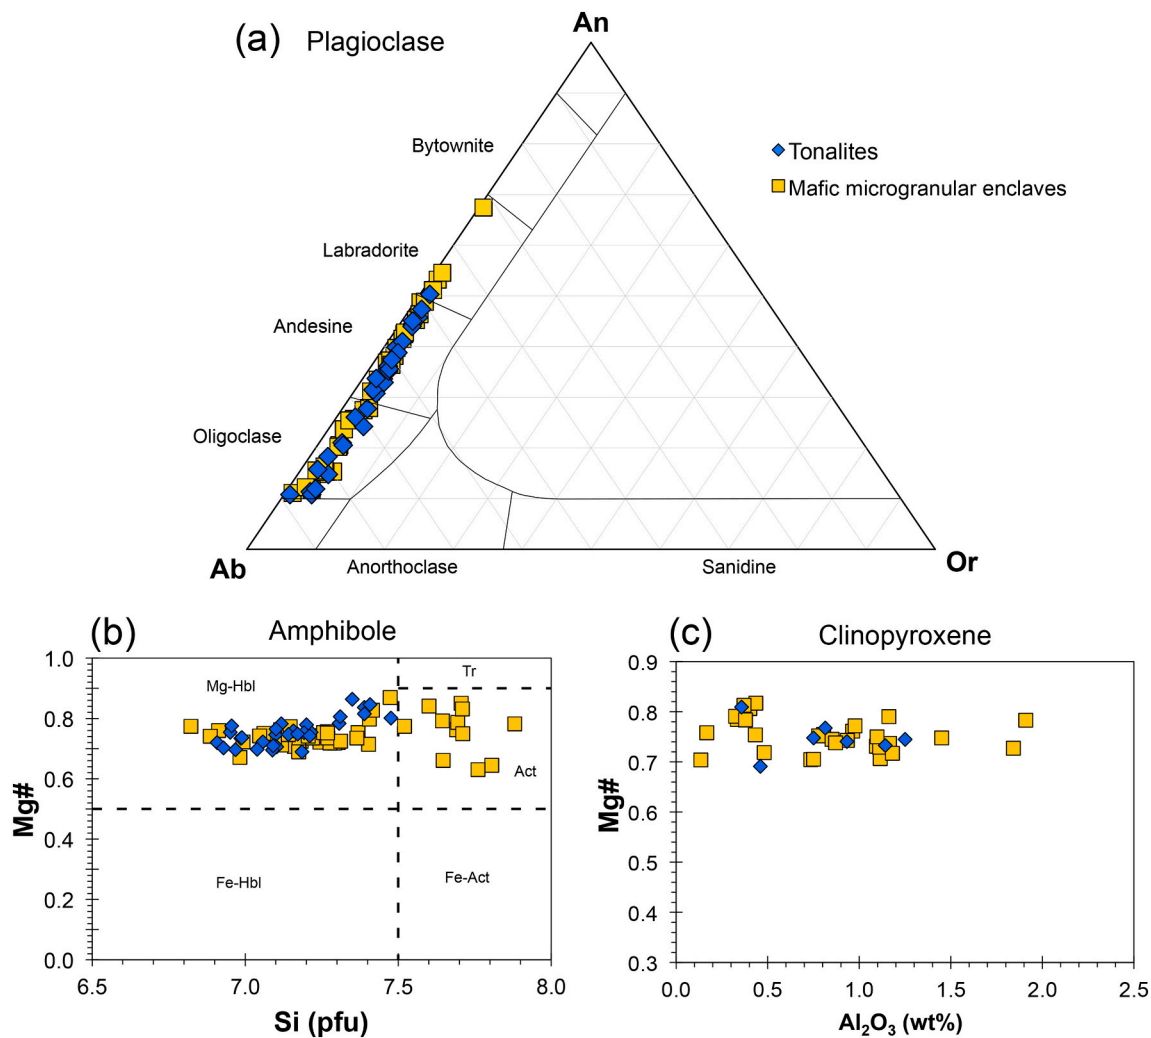 (a) Plagioclase
An
Bytownite
Tonalites
Mafic microgranular enclaves
Labradorite
Andesine
Oligoclase
Ab
Anorthoclase
Sanidine
Or
(b) Amphibole
Mg#
1.0
0.8
0.6
0.4
0.2
0.0
Mg-Hbl
Tr
Act
Fe-Hbl
Fe-Act
6.5 7.0 7.5 8.0
Si (pfu)
(c) Clinopyroxene
Mg#
0.9
0.8
0.7
0.6
0.5
0.4
0.3
0.0 0.5 1.0 1.5 2.0 2.5
Al₂O₃ (wt%)